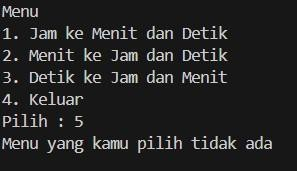 Menu
1. Jam ke Menit dan Detik
2. Menit ke Jam dan Detik
3. Detik ke Jam dan Menit
4. Keluar
Pilih : 5
Menu yang kamu pilih tidak ada